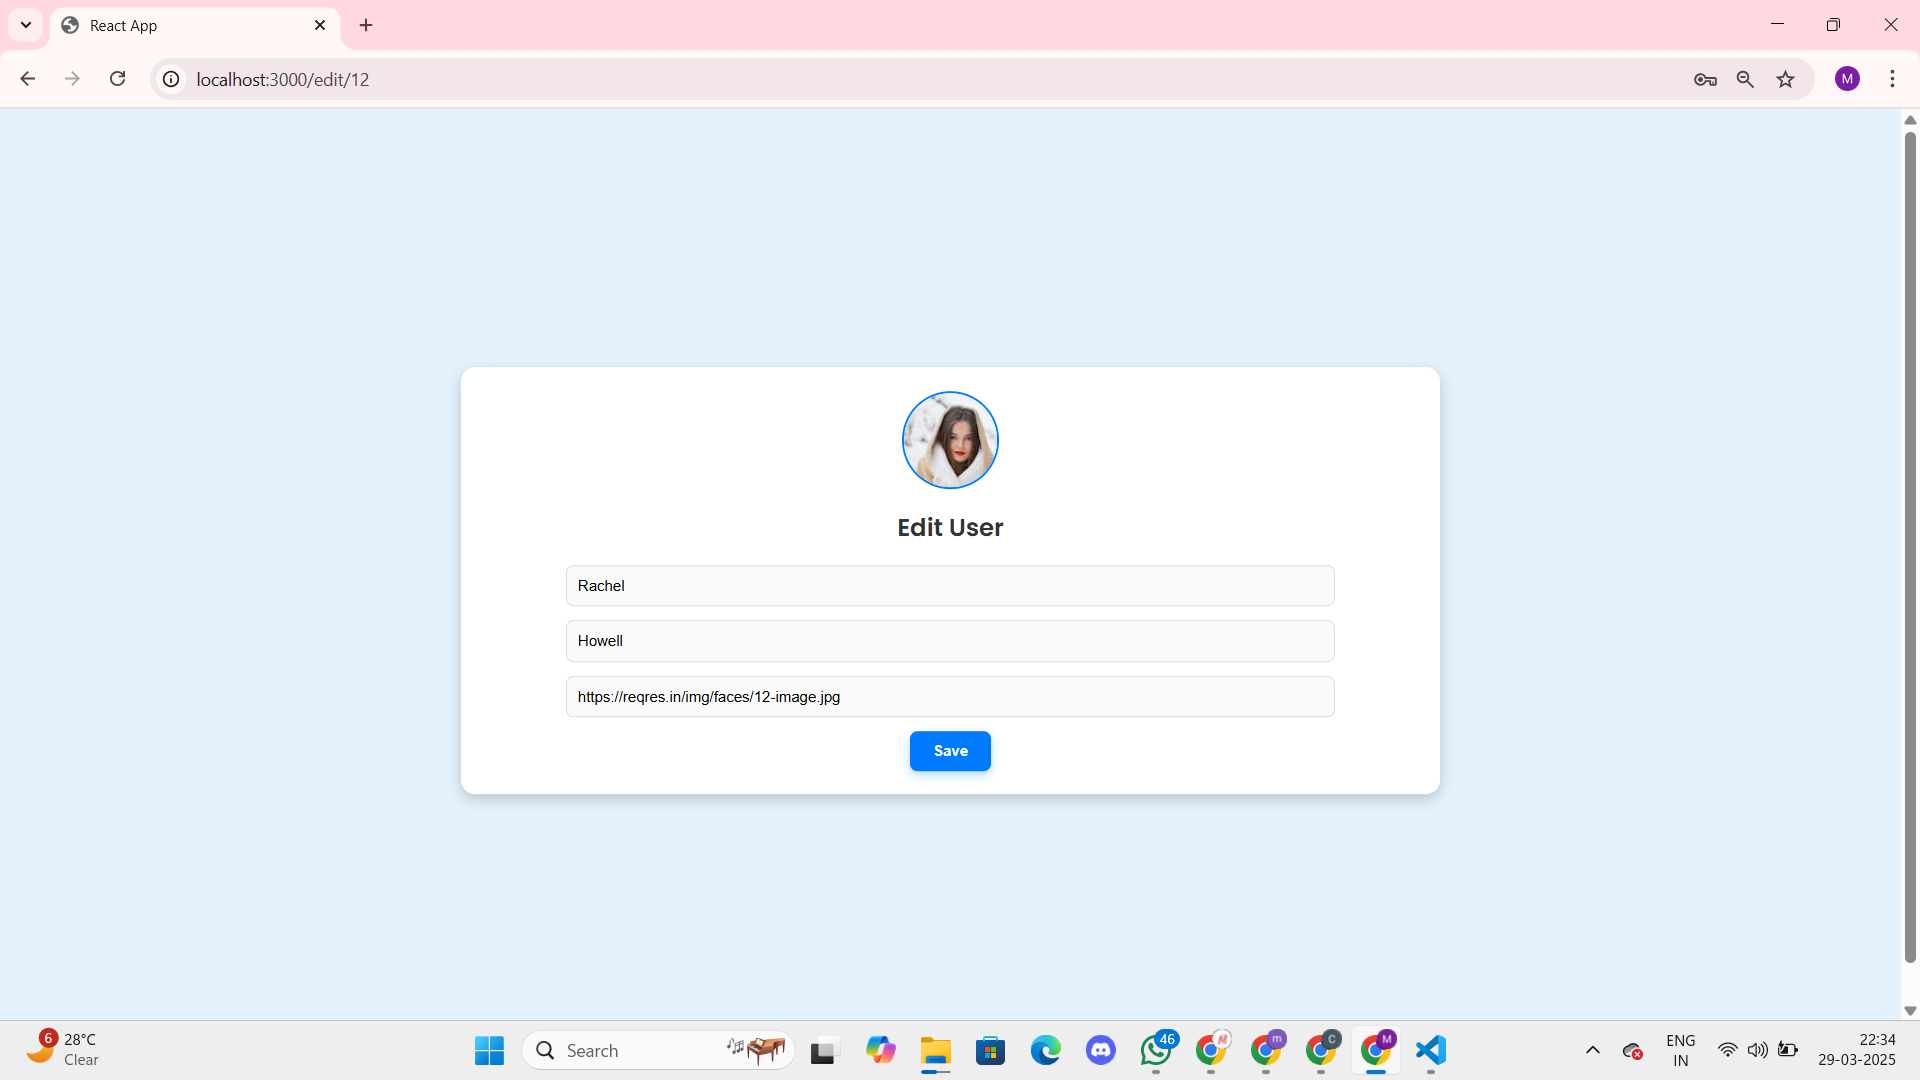 React App
localhost:3000/edit/12
M
Edit User
Rachel
Howell
https://reqres.in/img/faces/12-image.jpg
Save
6
28°C
Clear
Search
46
m
C
M
ENG
IN
22:34
29-03-2025